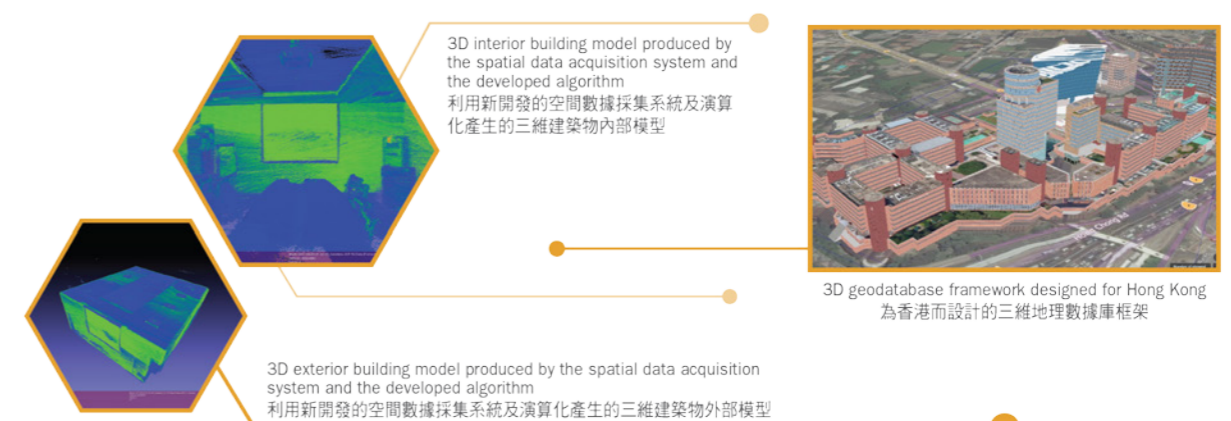 3D interior building model produced by
the spatial data acquisition system and
the developed algorithm
利用新開發的空間數據採集系統及演算
化產生的三維建築物內部模型
3D geodatabase framework designed for Hong Kong
為香港而設計的三維地理數據庫框架
3D exterior building model produced by the spatial data acquisition
system and the developed algorithm
利用新開發的空間數據採集系統及演算化產生的三維建築物外部模型